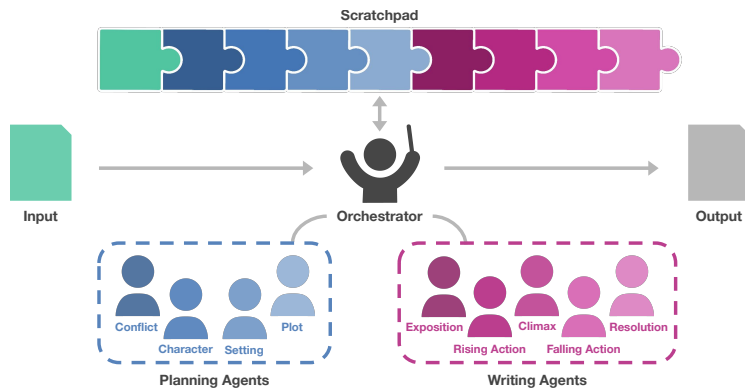 Scratchpad
Input
Orchestrator
Output
Conflict
Character
Setting
Plot
Planning Agents
Exposition
Rising Action
Climax
Falling Action
Resolution
Writing Agents